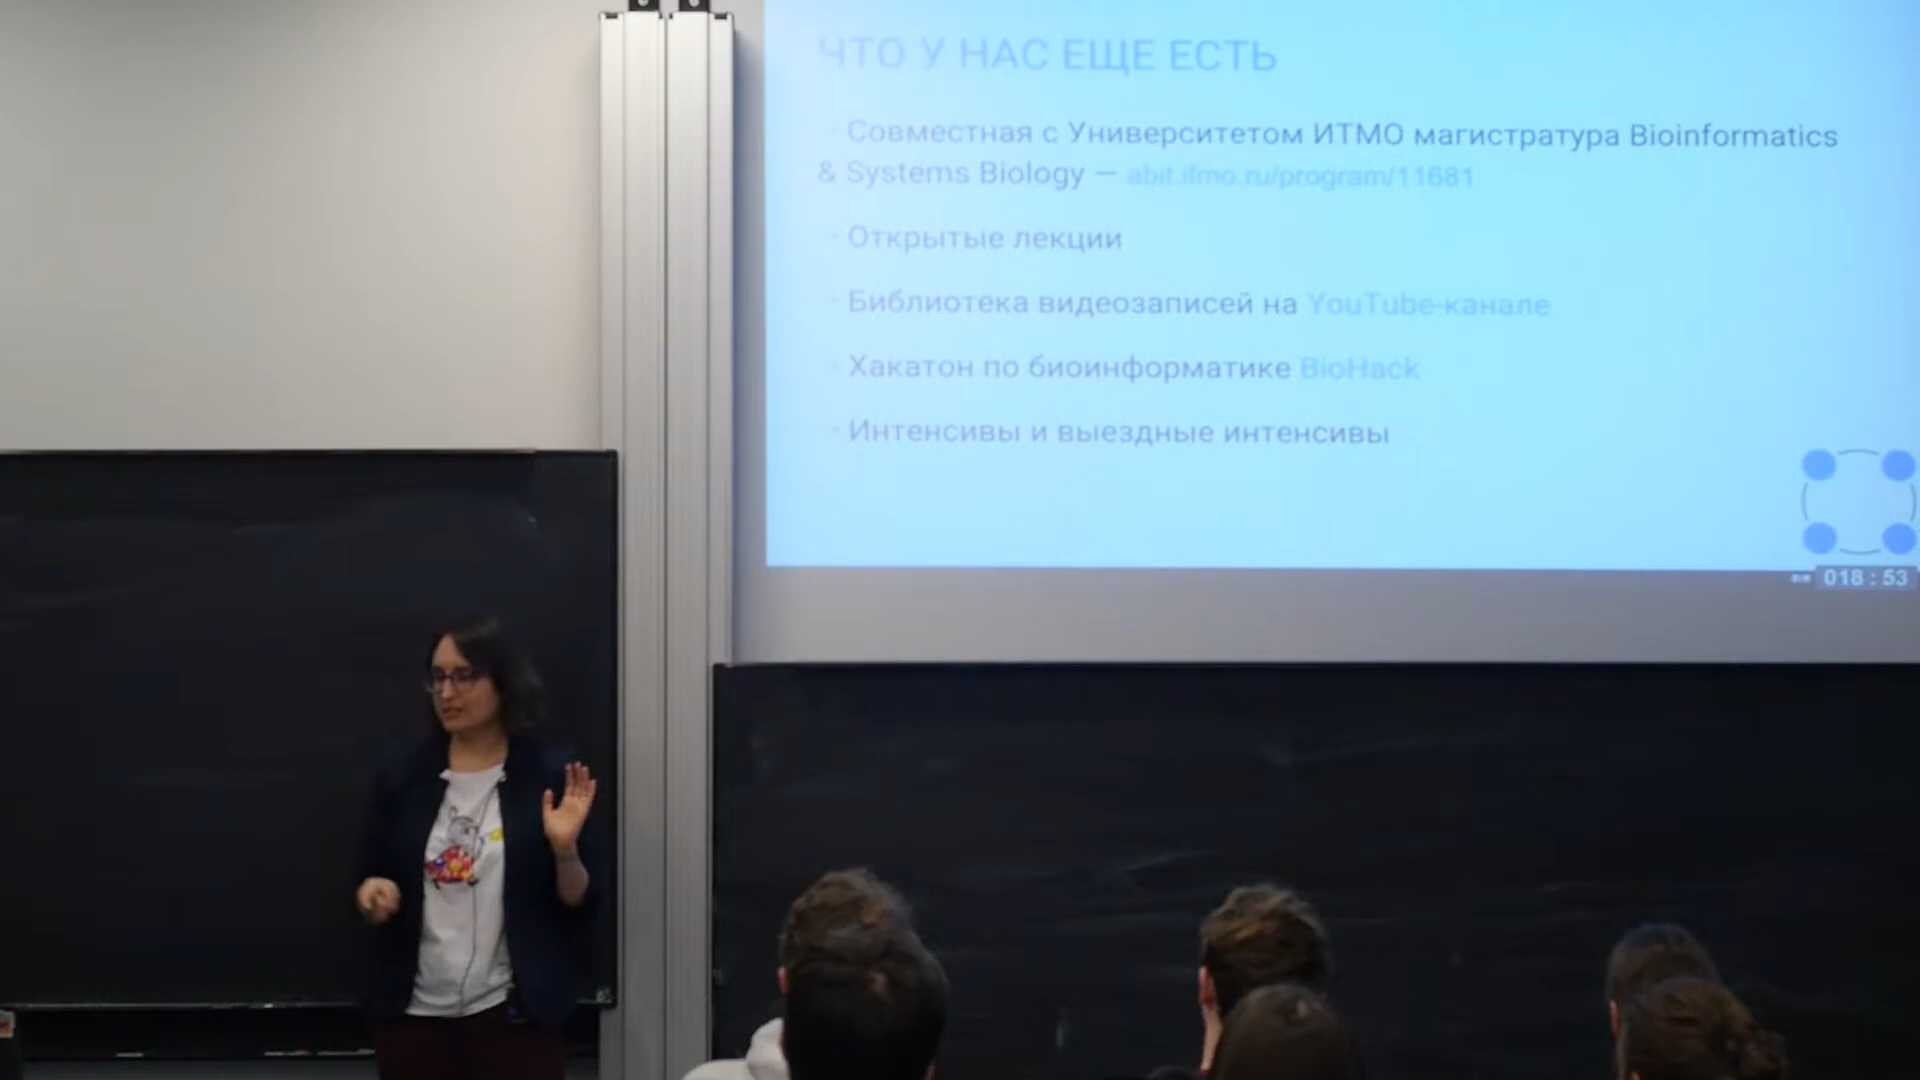 ЧТО У НАС ЕЩЕ ЕСТЬ
· Совместная с Университетом ИТМО магистратура Bioinformatics
& Systems Biology — abit.ifmo.ru/program/11681
· Открытые лекции
· Библиотека видеозаписей на YouTube-канале
· Хакатон по биоинформатике BioHack
· Интенсивы и выездные интенсивы
018 : 53